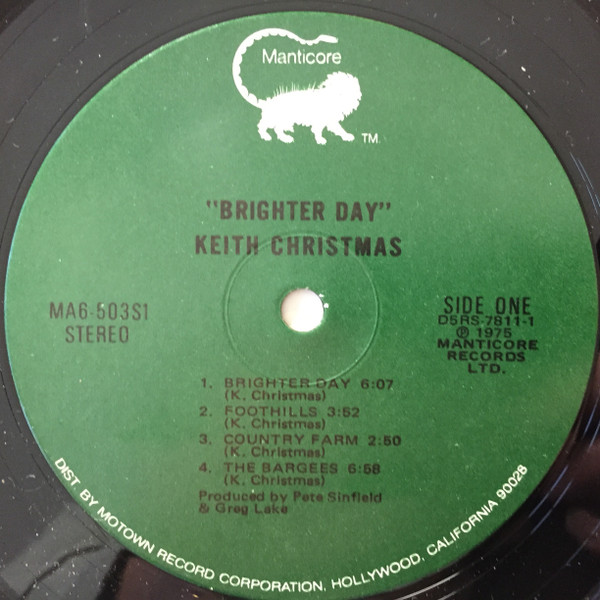 Manticore
TM
"BRIGHTER DAY"
KEITH CHRISTMAS
MA6-503S1
STEREO
SIDE ONE
D5RS-7811-1
℗ 1975
MANTICORE
RECORDS
LTD.
1. BRIGHTER DAY 6:07
(K. Christmas)
2. FOOTHILLS 3:52
(K. Christmas)
3. COUNTRY FARM 2:50
(K. Christmas)
4. THE BARGEES 6:58
(K. Christmas)
Produced by Pete Sinfield
& Greg Lake
DIST. BY MOTOWN RECORD CORPORATION, HOLLYWOOD, CALIFORNIA 90028